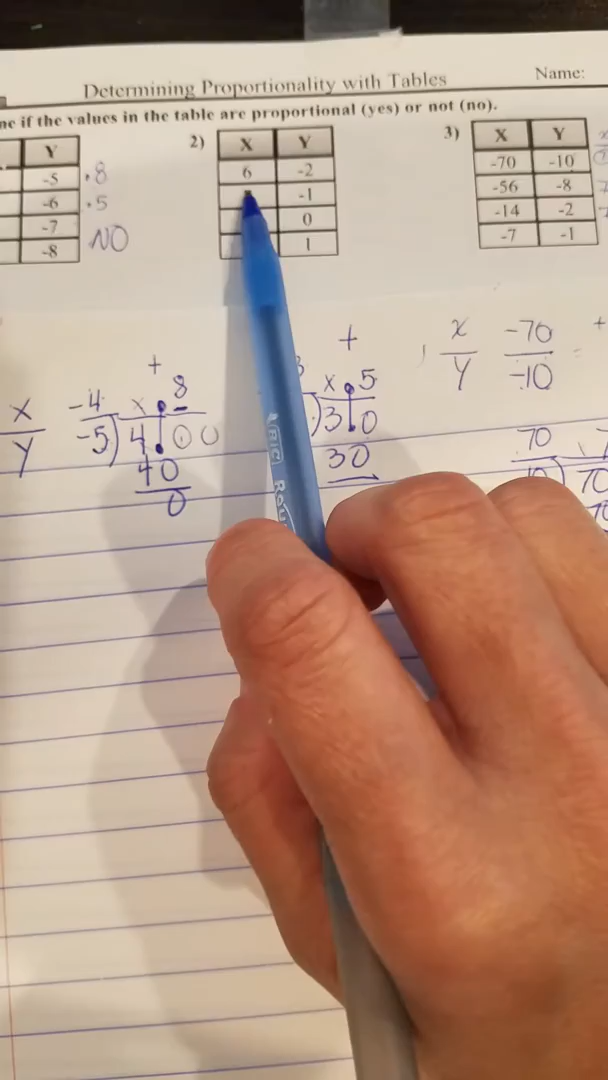 Determining Proportionality with Tables
Name:
ne if the values in the table are proportional (yes) or not (no).
Y
-5 .8
-6 .5
-7
-8 NO
2)
X Y
6 -2
-1
0
1
3)
X Y
-70 -10
-56 -8
-14 -2
-7 -1
+
-4 x . 8
x/y -5)4.00
40
0
+
x . 5
)3.0
30
x/y -70/-10 =
+
70
70